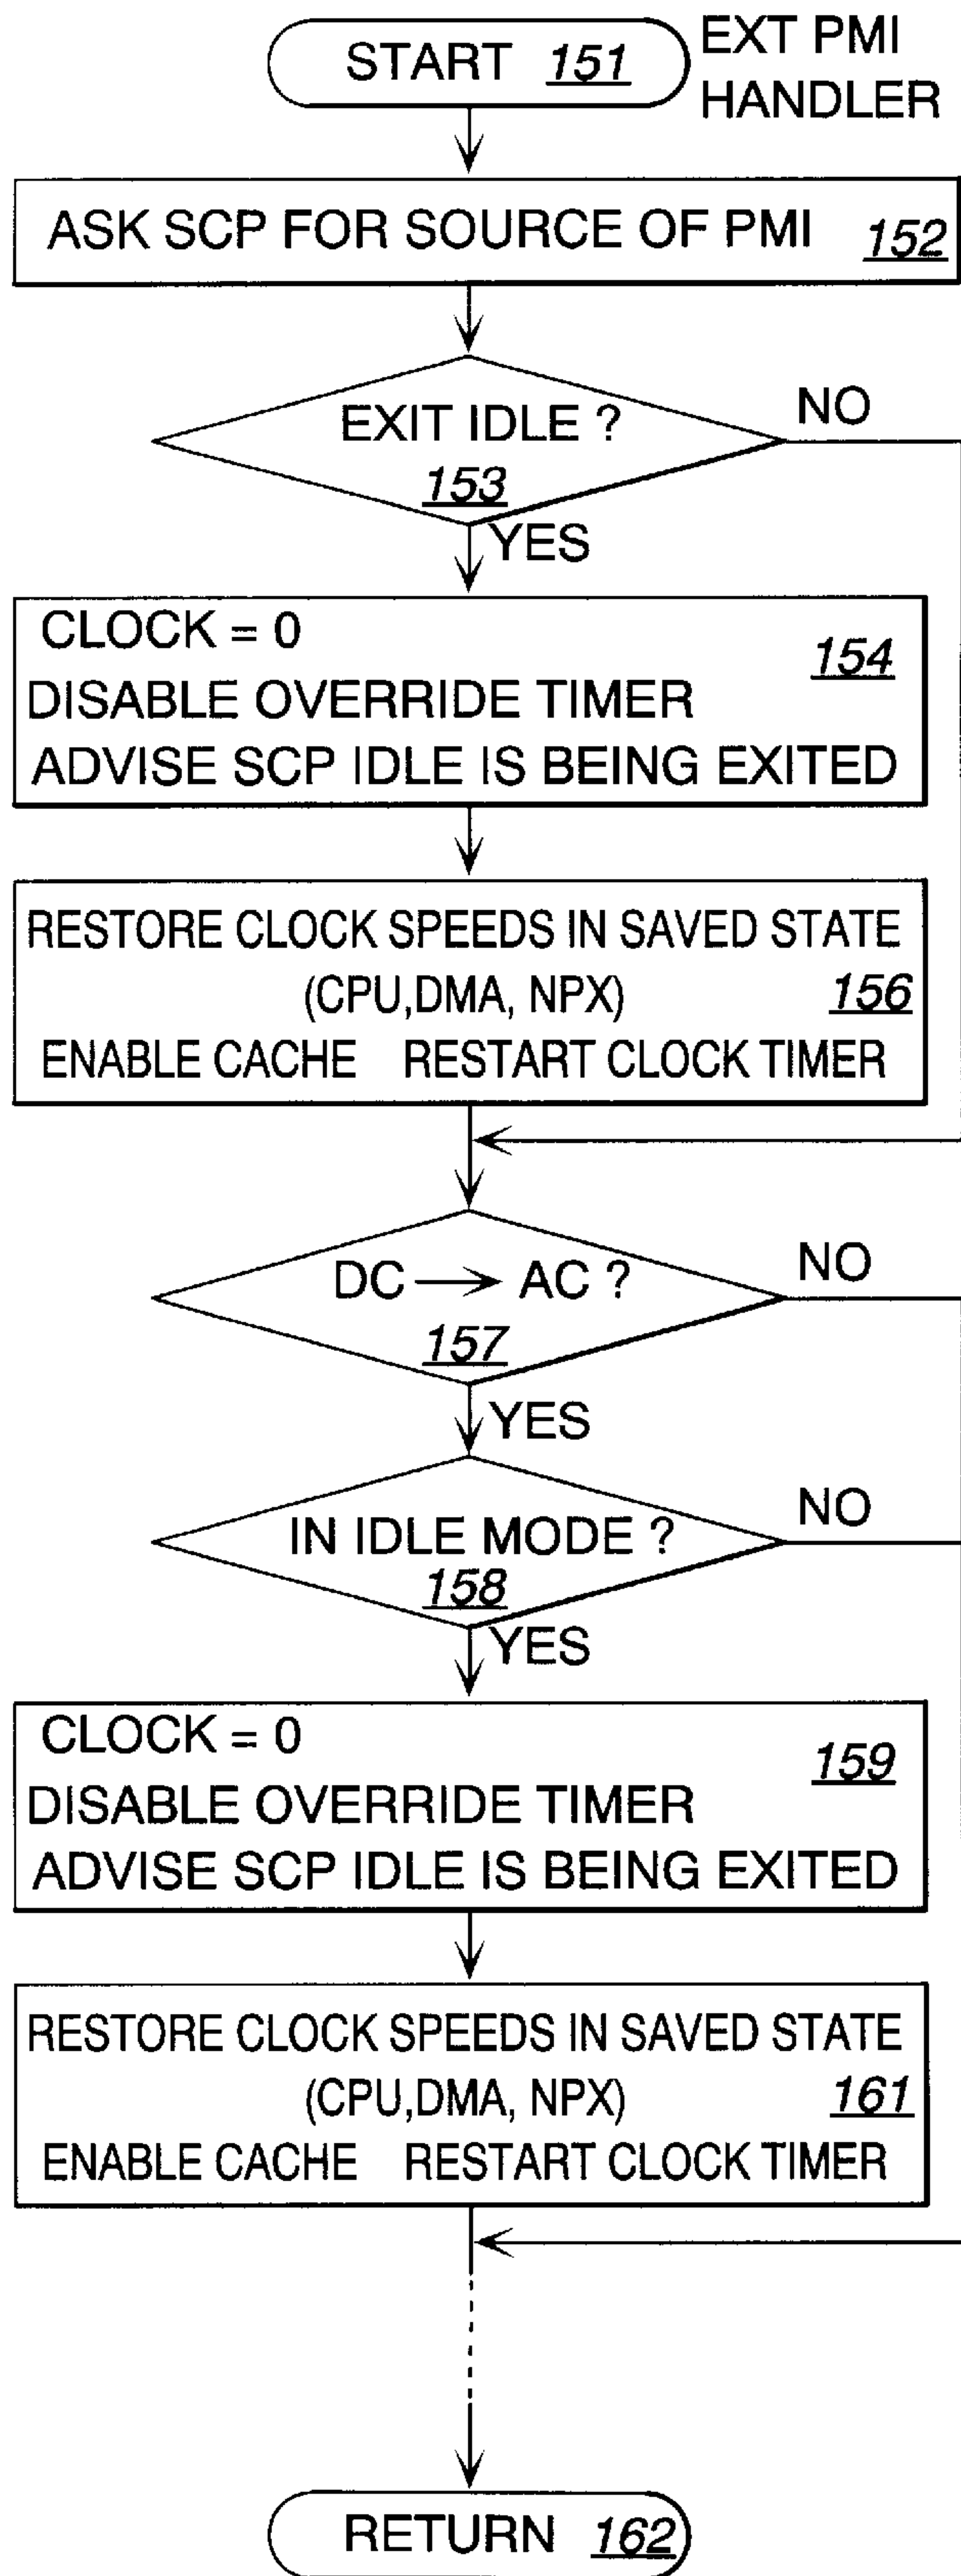 START 151
EXT PMI
HANDLER
ASK SCP FOR SOURCE OF PMI 152
EXIT IDLE ?
153
NO
YES
CLOCK = 0
154
DISABLE OVERRIDE TIMER
ADVISE SCP IDLE IS BEING EXITED
RESTORE CLOCK SPEEDS IN SAVED STATE
(CPU,DMA, NPX) 156
ENABLE CACHE RESTART CLOCK TIMER
DC → AC ?
157
NO
YES
IN IDLE MODE ?
158
NO
YES
CLOCK = 0
159
DISABLE OVERRIDE TIMER
ADVISE SCP IDLE IS BEING EXITED
RESTORE CLOCK SPEEDS IN SAVED STATE
(CPU,DMA, NPX) 161
ENABLE CACHE RESTART CLOCK TIMER
RETURN 162